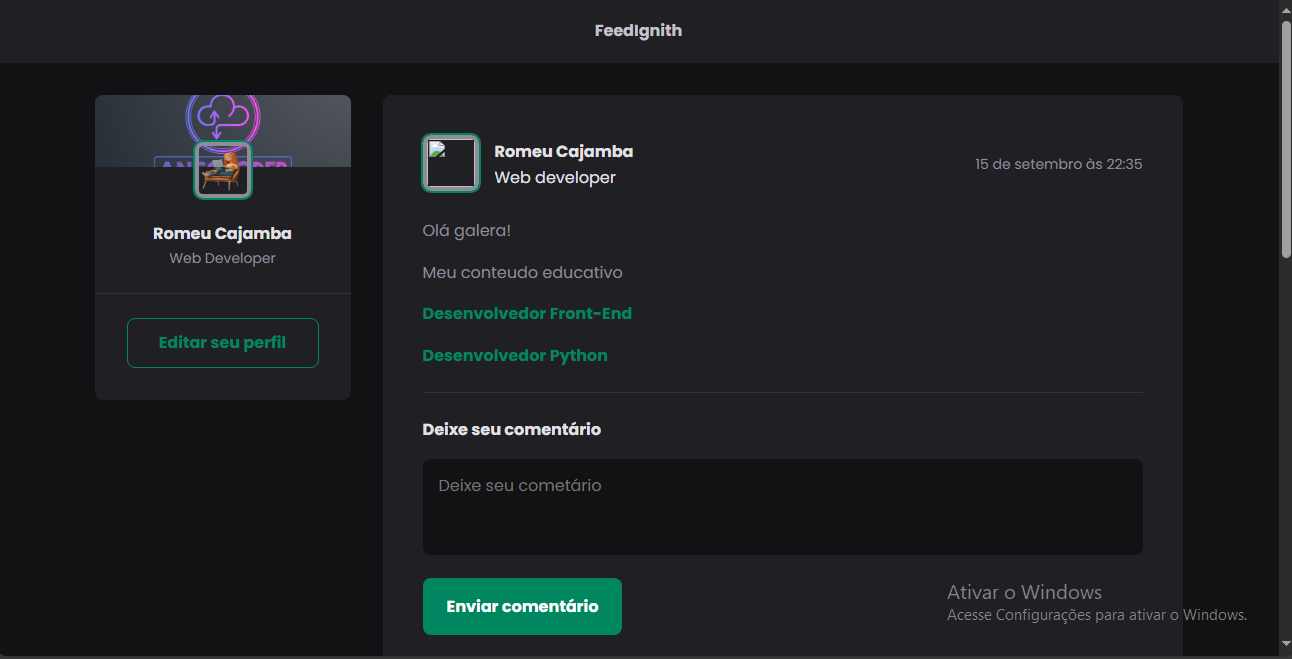 FeedIgnith
Romeu Cajamba
Web Developer
Editar seu perfil
Romeu Cajamba
Web developer
15 de setembro às 22:35
Olá galera!
Meu conteudo educativo
Desenvolvedor Front-End
Desenvolvedor Python
Deixe seu comentário
Deixe seu cometário
Enviar comentário
Ativar o Windows
Acesse Configurações para ativar o Windows.